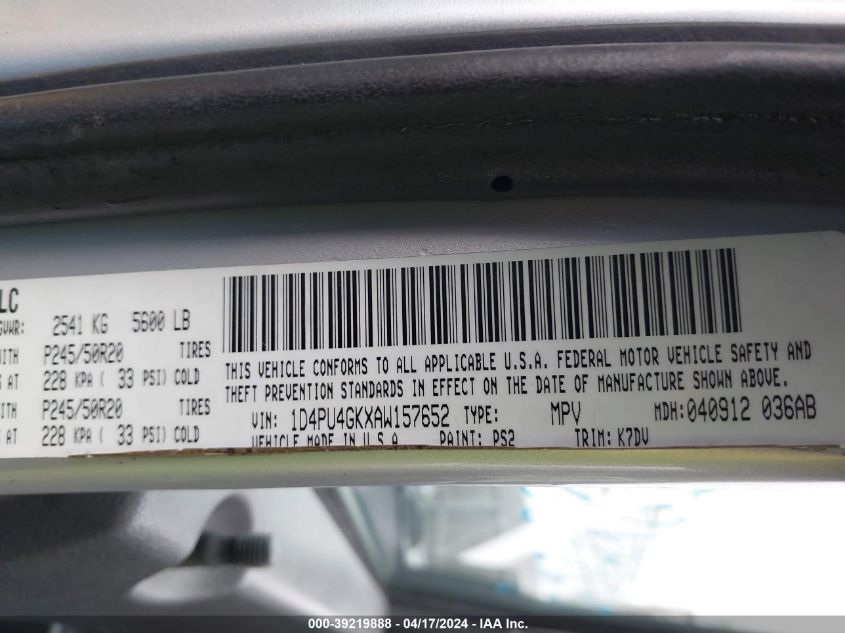 LC
GVWR: 2541 KG 5600 LB
WITH P245/50R20 TIRES
S AT 228 KPA ( 33 PSI) COLD
WITH P245/50R20 TIRES
S AT 228 KPA ( 33 PSI) COLD
THIS VEHICLE CONFORMS TO ALL APPLICABLE U.S.A. FEDERAL MOTOR VEHICLE SAFETY AND
THEFT PREVENTION STANDARDS IN EFFECT ON THE DATE OF MANUFACTURE SHOWN ABOVE.
VIN: 1D4PU4GKXAW157652 TYPE: MPV MDH: 040912 036AB
VEHICLE MADE IN U.S.A. PAINT: PS2 TRIM: K7DV
000-39219888 - 04/17/2024 - IAA Inc.